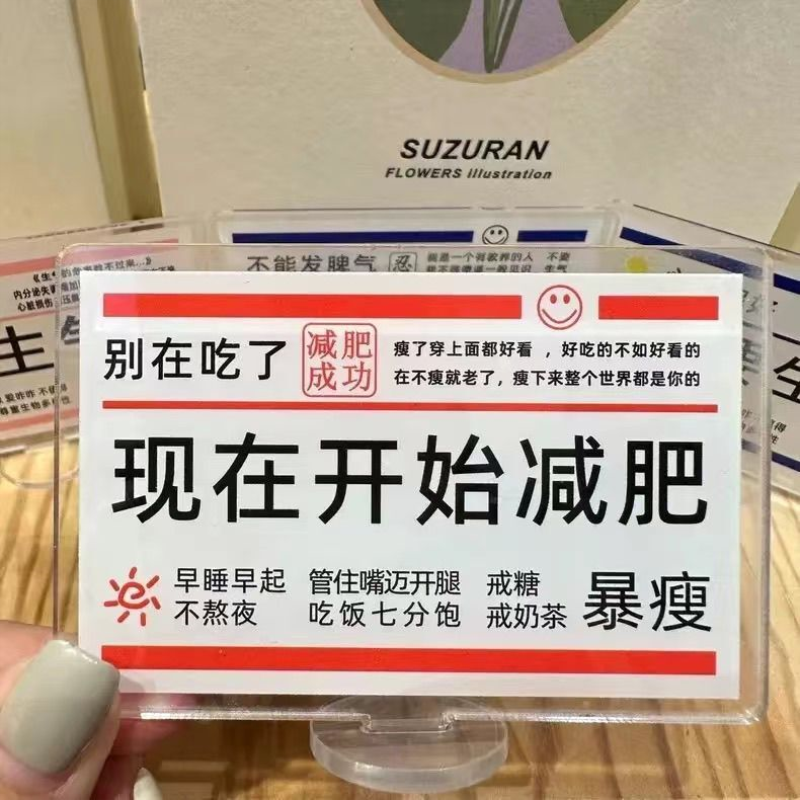 SUZURAN
FLOWERS illustration
不能发脾气 忍
别在吃了
减肥
成功
瘦了穿上面都好看 ，好吃的不如好看的
在不瘦就老了，瘦下来整个世界都是你的
现在开始减肥
早睡早起
不熬夜
管住嘴迈开腿
吃饭七分饱
戒糖
戒奶茶
暴瘦